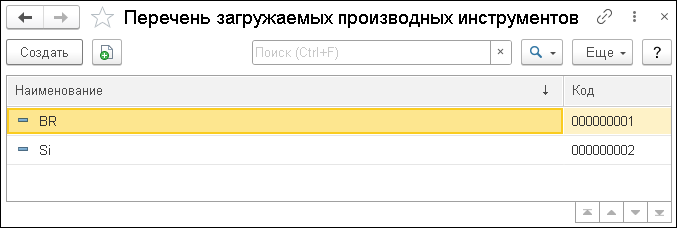 Перечень загружаемых производных инструментов
Создать Поиск (Ctrl+F) × Еще ?
Наименование ↓ Код
BR 000000001
Si 000000002